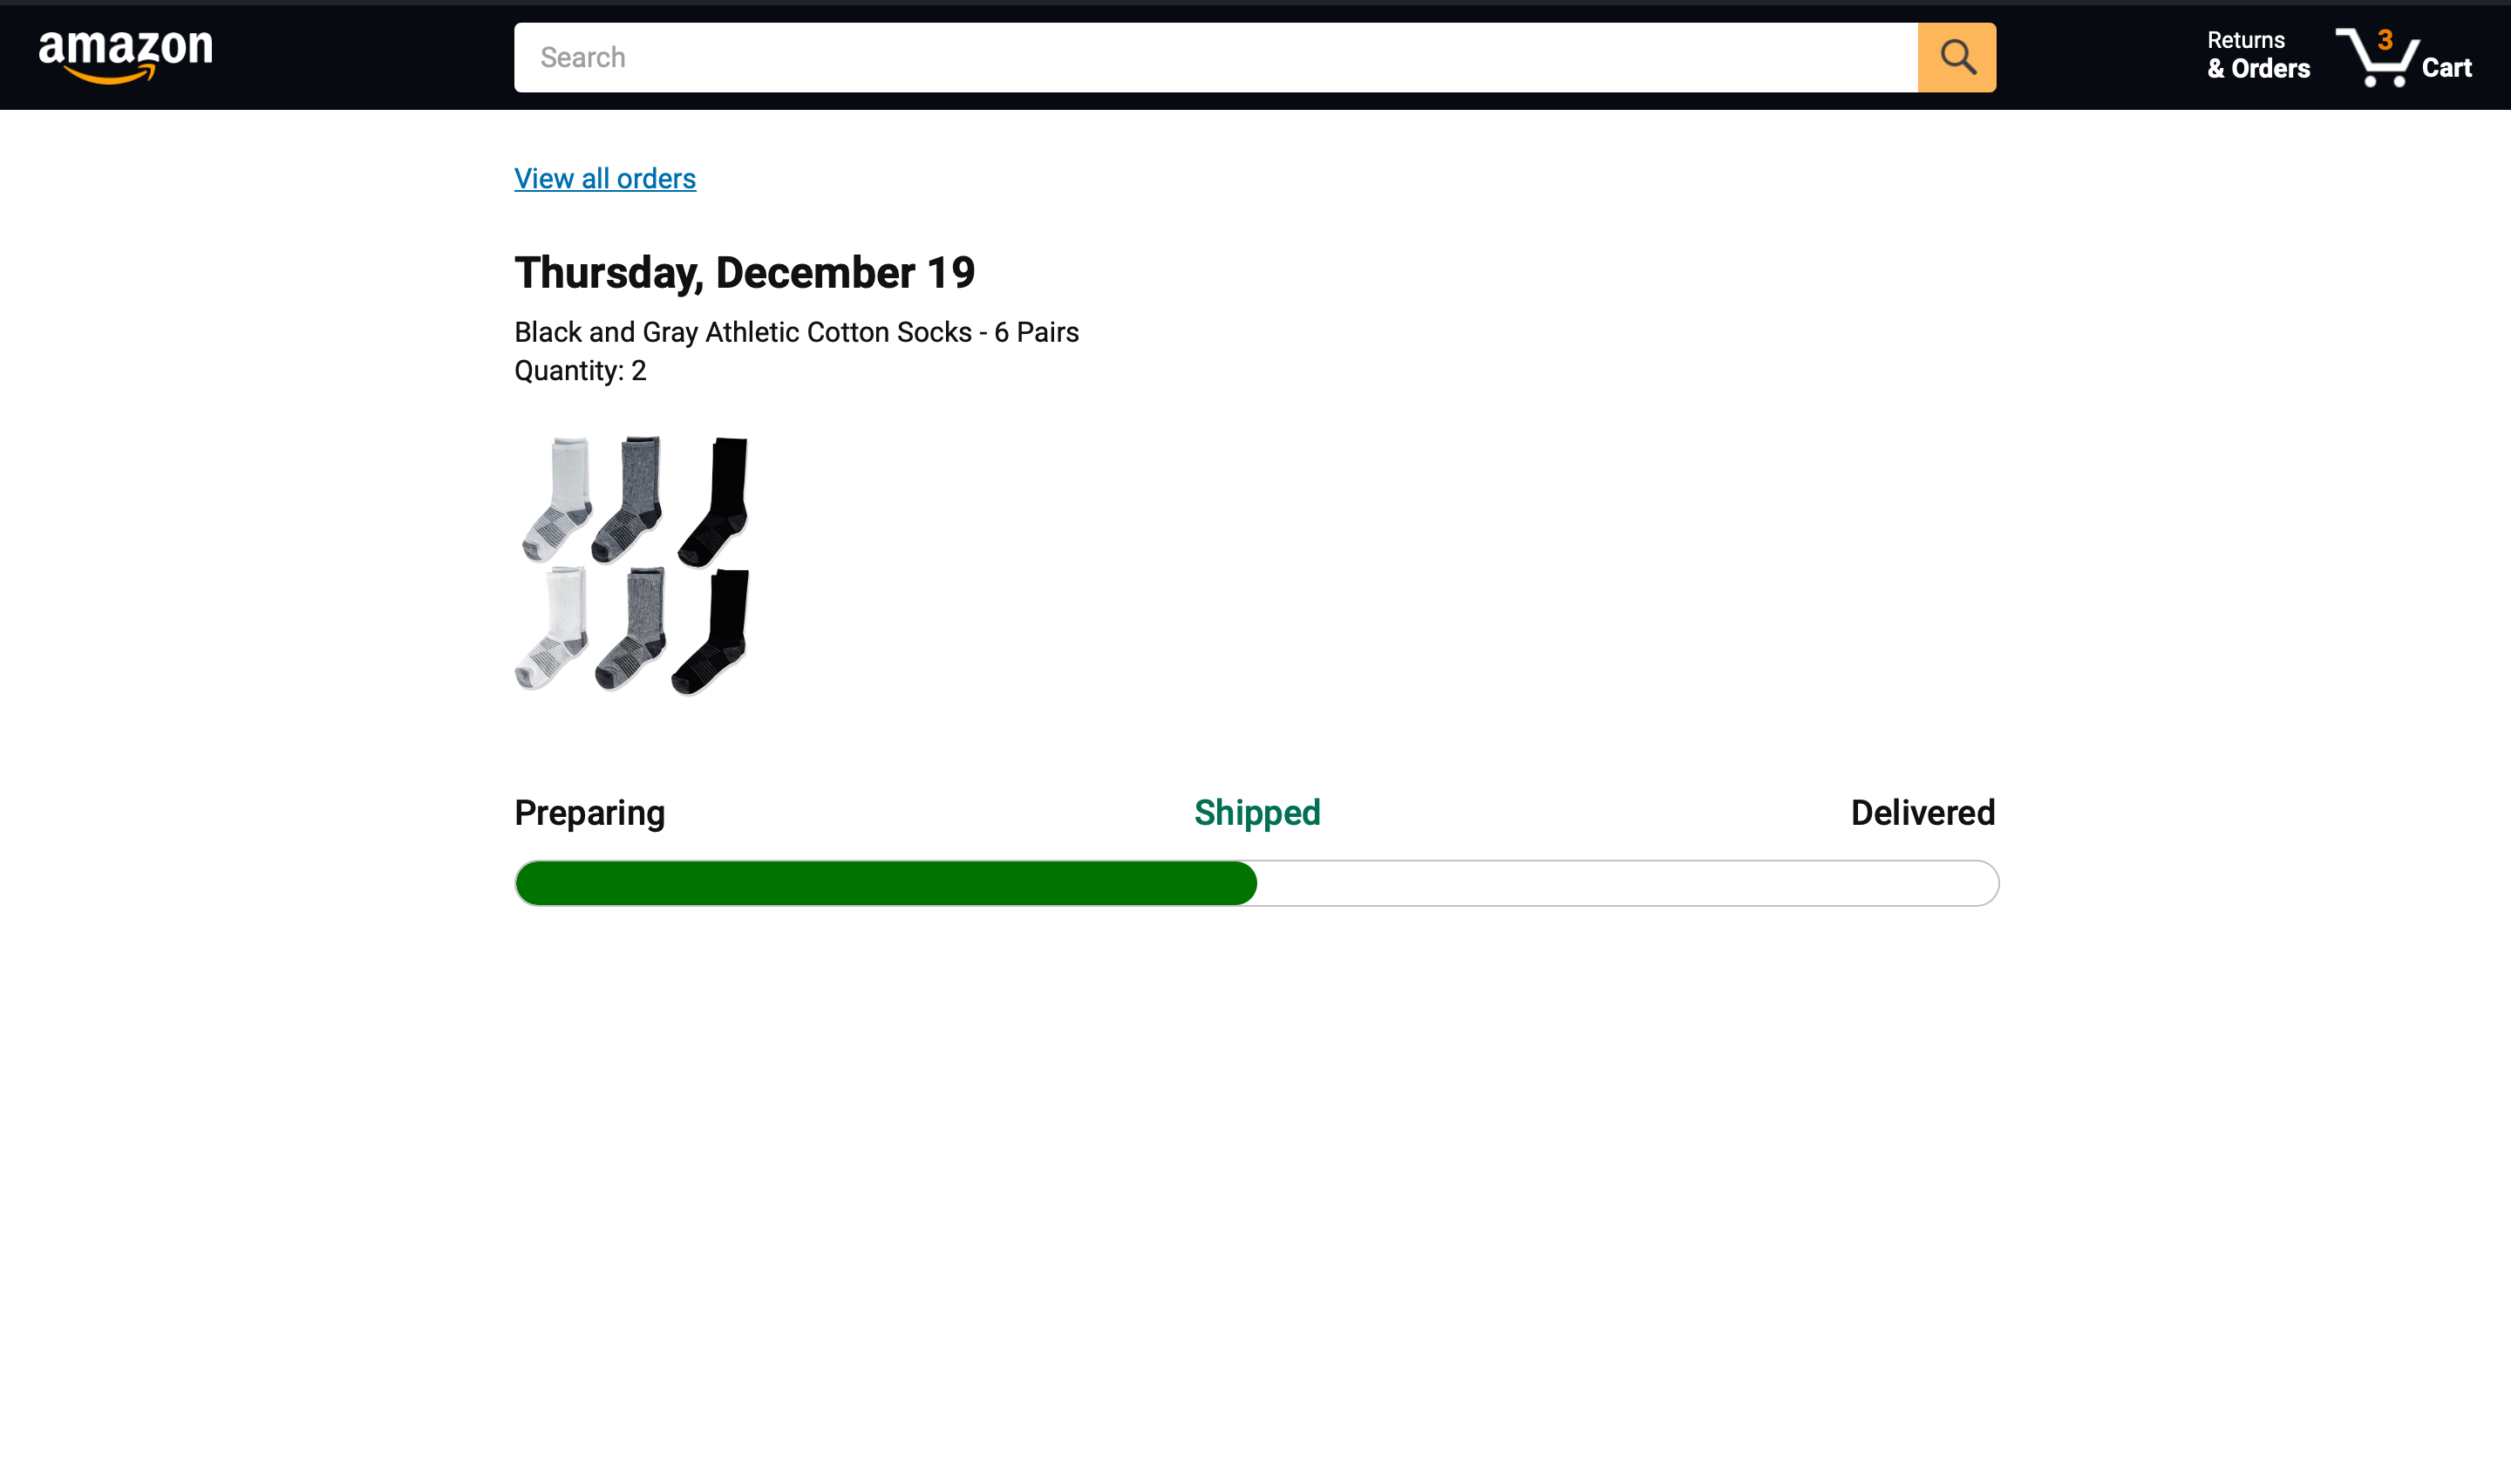 amazon
Search
Returns
& Orders
3
Cart
View all orders
Thursday, December 19
Black and Gray Athletic Cotton Socks - 6 Pairs
Quantity: 2
Preparing
Shipped
Delivered